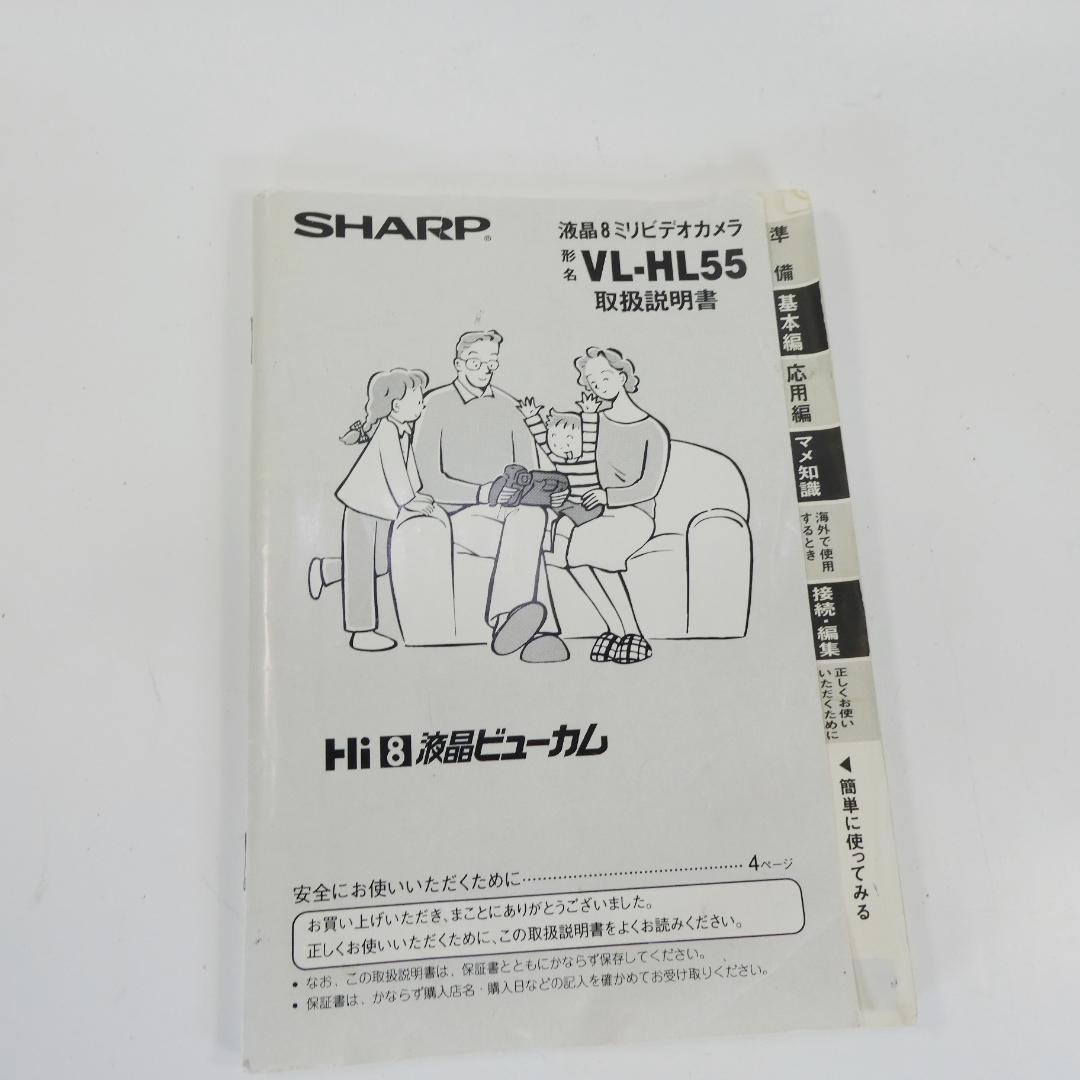 SHARP®
液晶8ミリビデオカメラ
形名 VL-HL55
取扱説明書
準備
基本編
応用編
マメ知識
海外で使用
するとき
接続・編集
正しくお使い
いただくために
◀簡単に使ってみる
Hi8液晶ビューカム
安全にお使いいただくために……………………………… 4ページ
お買い上げいただき、まことにありがとうございました。
正しくお使いいただくために、この取扱説明書をよくお読みください。
● なお、この取扱説明書は、保証書とともにかならず保存してください。
● 保証書は、かならず購入店名・購入日などの記入を確かめてお受け取りください。